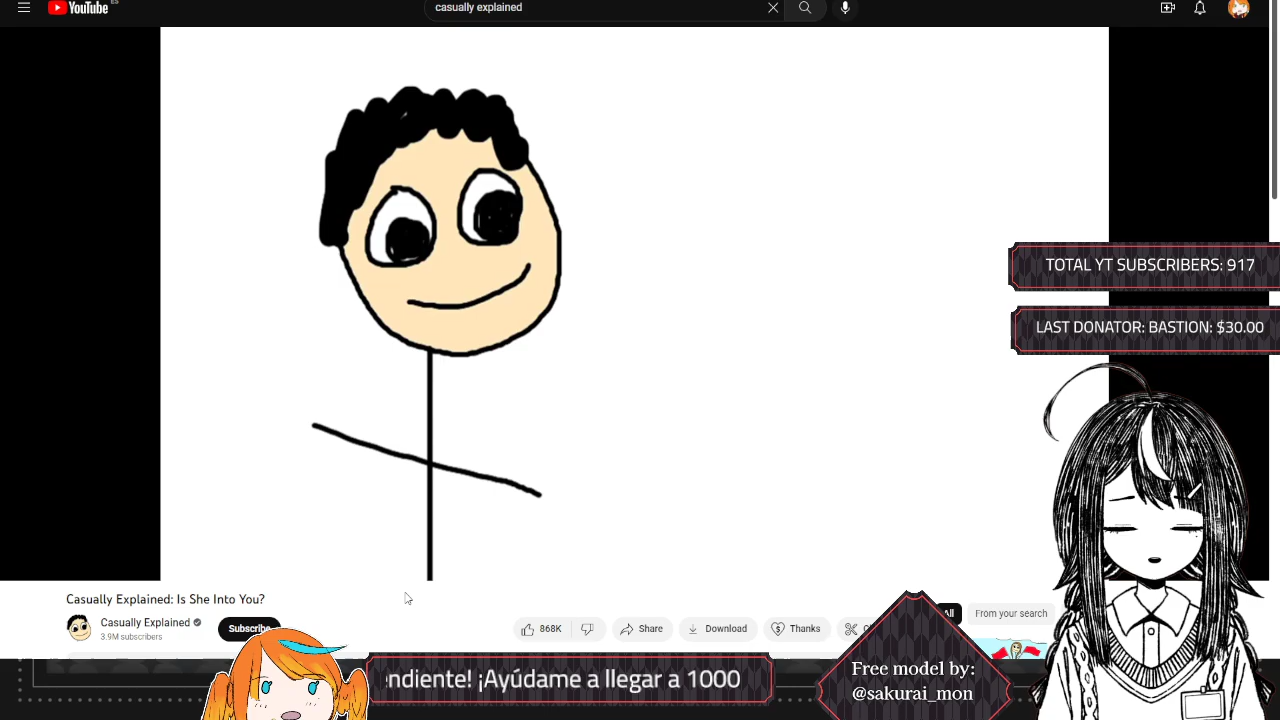 YouTube ES
casually explained
TOTAL YT SUBSCRIBERS: 917
LAST DONATOR: BASTION: $30.00
Casually Explained: Is She Into You?
Casually Explained
3.9M subscribers
Subscribe
868K
Share
Download
Thanks
All
From your search
endiente! ¡Ayúdame a llegar a 1000
Free model by:
@sakurai_mon